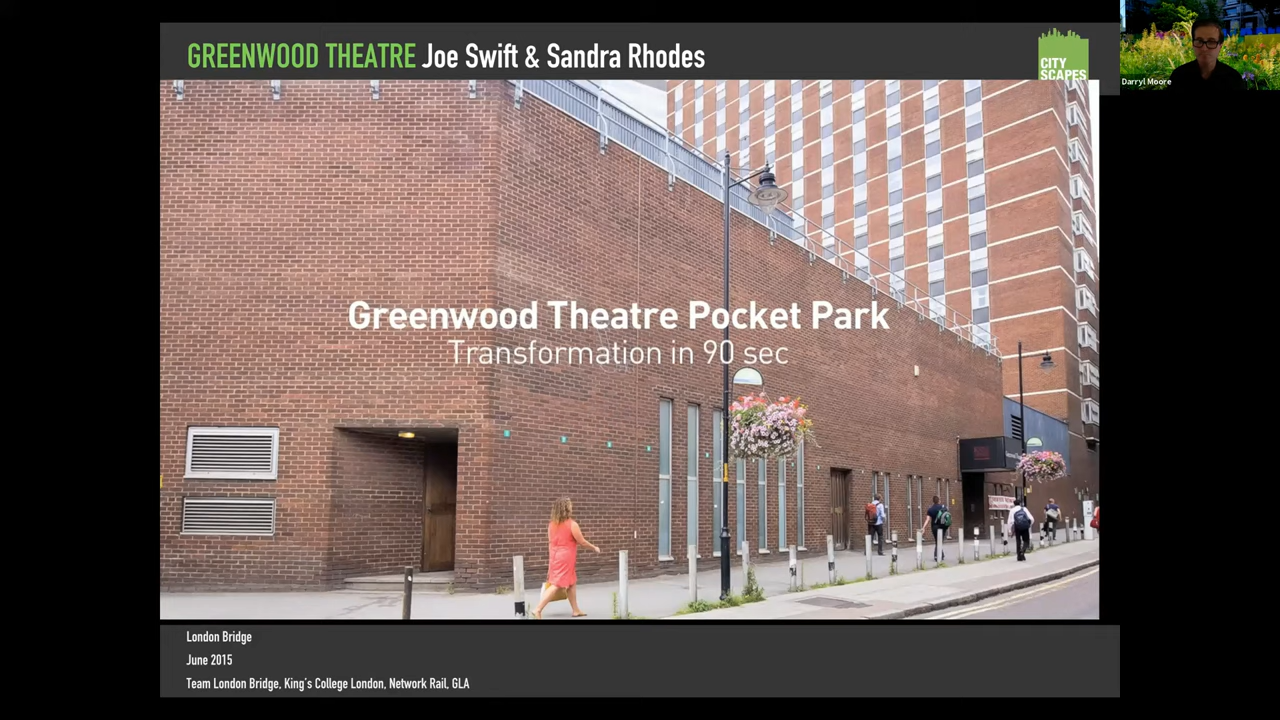 GREENWOOD THEATRE Joe Swift & Sandra Rhodes
CITY
SCAPES
Darryl Moore
Greenwood Theatre Pocket Park
Transformation in 90 sec
London Bridge
June 2015
Team London Bridge, King's College London, Network Rail, GLA